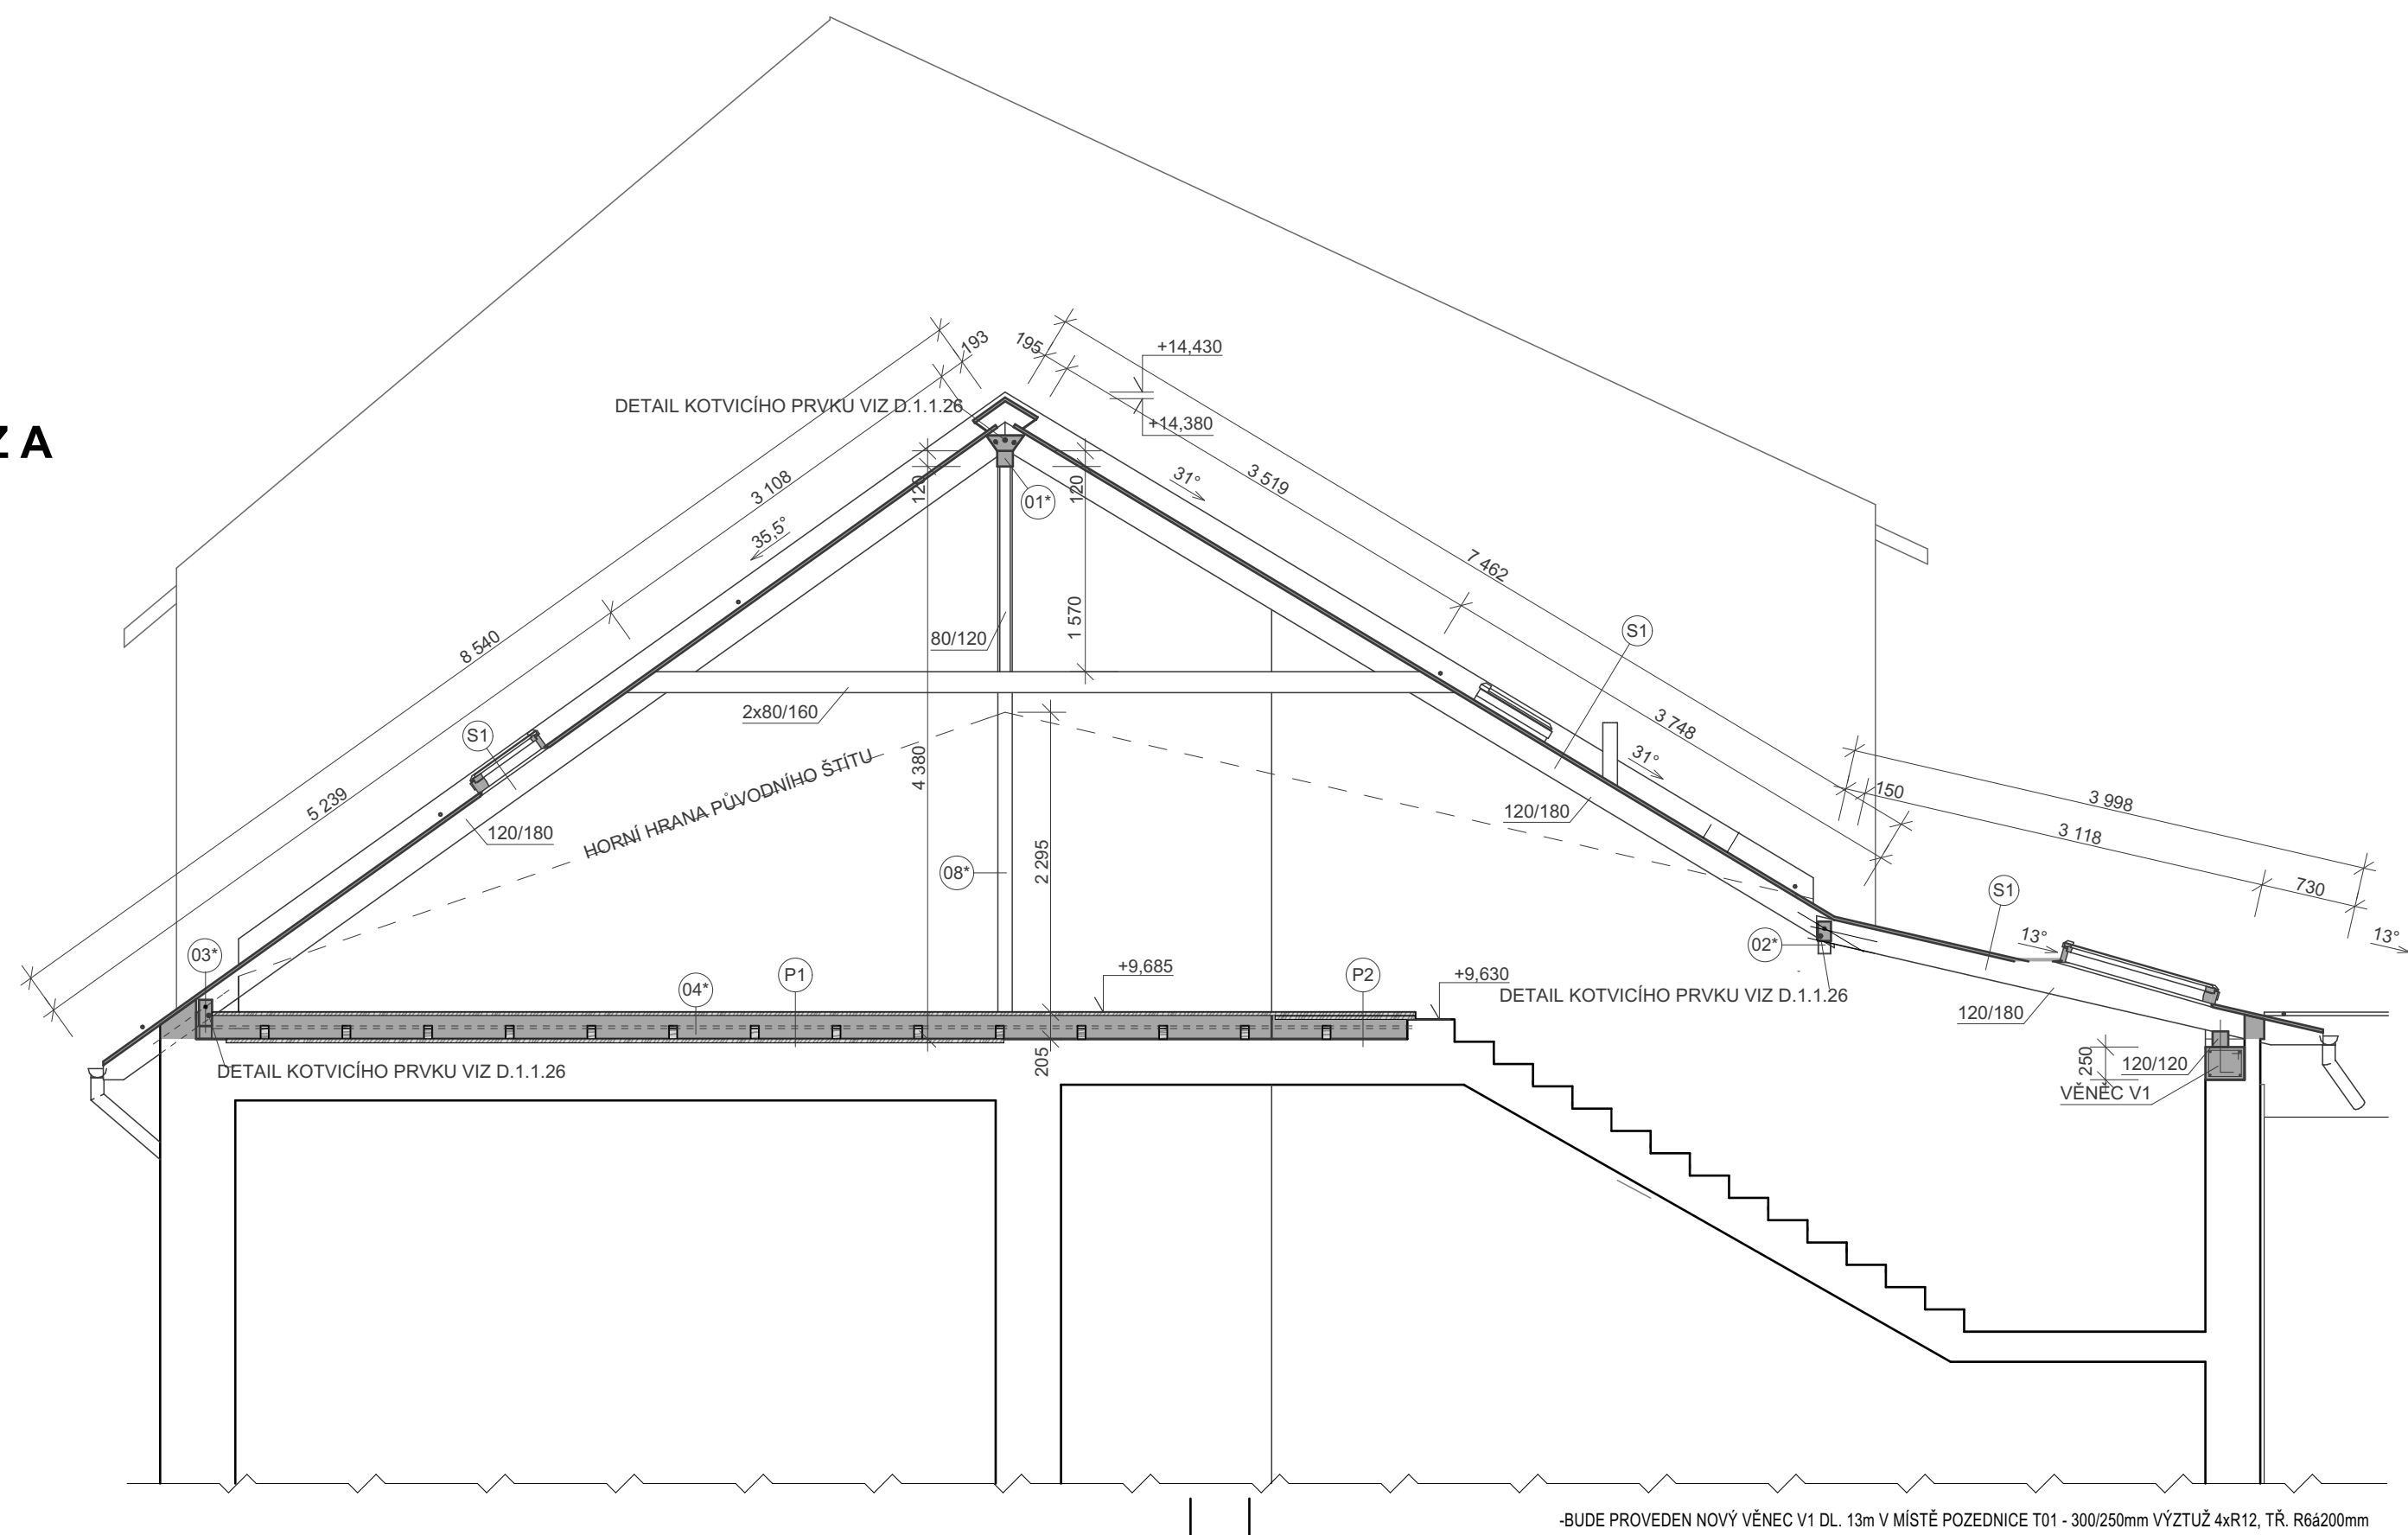 Z A
193
195
+14,430
DETAIL KOTVICÍHO PRVKU VIZ D.1.1.26
+14,380
31°
3 519
3 108
120
120
01*
35,5°
7 462
1 570
8 540
80/120
S1
2x80/160
S1
3 748
31°
4 380
HORNÍ HRANA PŮVODNÍHO ŠTÍTU
5 239
150
3 998
120/180
120/180
3 118
2 295
08*
730
S1
03*
02*
13°
13°
+9,685
P1
P2
+9,630
04*
DETAIL KOTVICÍHO PRVKU VIZ D.1.1.26
120/180
205
250
120/120
DETAIL KOTVICÍHO PRVKU VIZ D.1.1.26
VĚNĚC V1
-BUDE PROVEDEN NOVÝ VĚNEC V1 DL. 13m V MÍSTĚ POZEDNICE T01 - 300/250mm VÝZTUŽ 4xR12, TŘ. R6á200mm